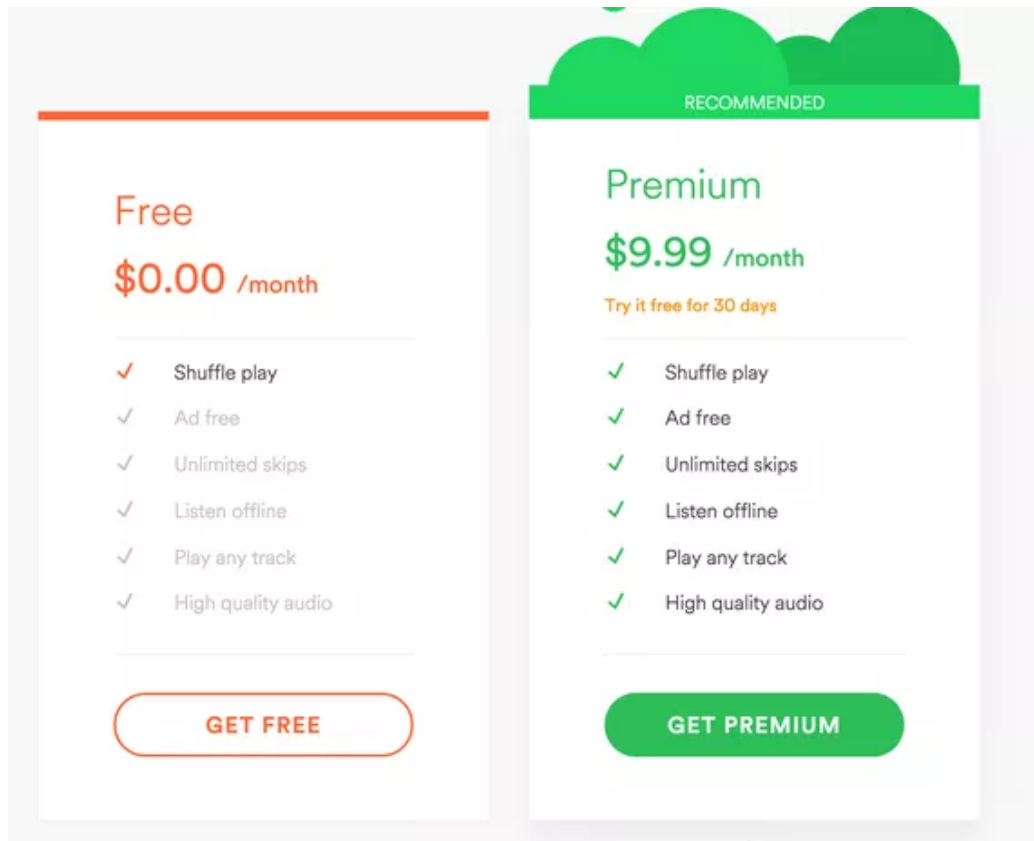 Free
$0.00 /month
Shuffle play
Ad free
Unlimited skips
Listen offline
Play any track
High quality audio
GET FREE
RECOMMENDED
Premium
$9.99 /month
Try it free for 30 days
Shuffle play
Ad free
Unlimited skips
Listen offline
Play any track
High quality audio
GET PREMIUM